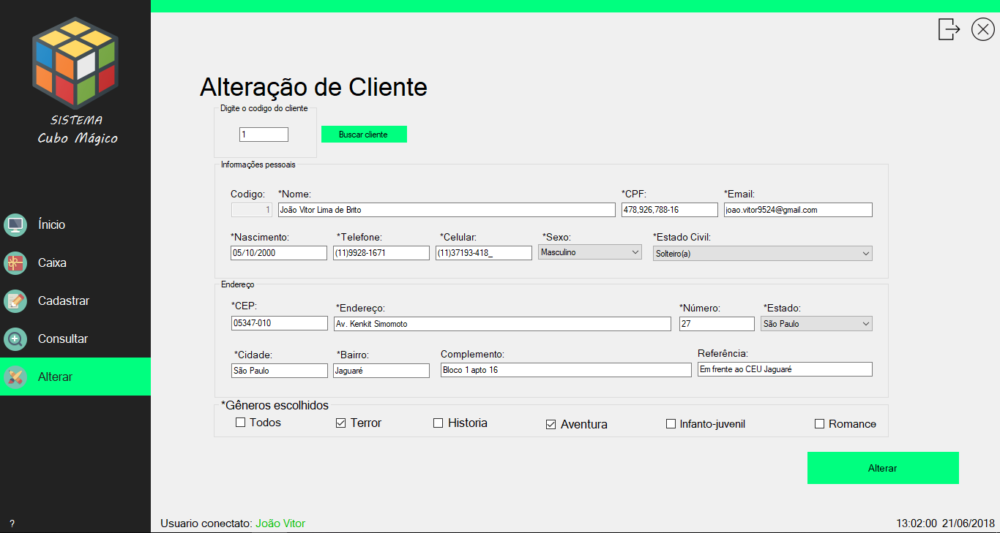 SISTEMA
Cubo Mágico
Ínicio
Caixa
Cadastrar
Consultar
Alterar
?
Alteração de Cliente
Digite o codigo do cliente
1
Buscar cliente
Informações pessoais
Codigo: *Nome: *CPF: *Email:
1 João Vitor Lima de Brito 478,926,788-16 joao.vitor9524@gmail.com
*Nascimento: *Telefone: *Celular: *Sexo: *Estado Civil:
05/10/2000 (11)9928-1671 (11)37193-418_ Masculino Solteiro(a)
Endereço
*CEP: *Endereço: *Número: *Estado:
05347-010 Av. Kenkit Simomoto 27 São Paulo
*Cidade: *Bairro: Complemento: Referência:
São Paulo Jaguaré Bloco 1 apto 16 Em frente ao CEU Jaguaré
*Gêneros escolhidos
Todos Terror Historia Aventura Infanto-juvenil Romance
Alterar
Usuario conectato: João Vitor 13:02:00 21/06/2018